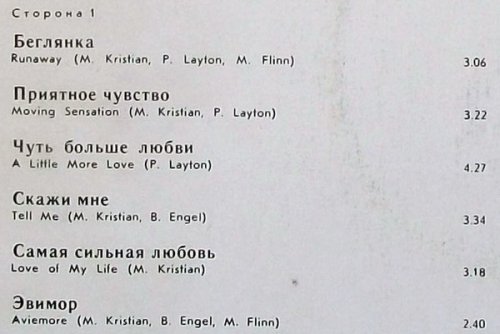 Сторона 1
Беглянка
Runaway (M. Kristian, P. Layton, M. Flinn) 3.06
Приятное чувство
Moving Sensation (M. Kristian, P. Layton) 3.22
Чуть больше любви
A Little More Love (P. Layton) 4.27
Скажи мне
Tell Me (M. Kristian, B. Engel) 3.34
Самая сильная любовь
Love of My Life (M. Kristian) 3.18
Эвимор
Aviemore (M. Kristian, B. Engel, M. Flinn) 2.40